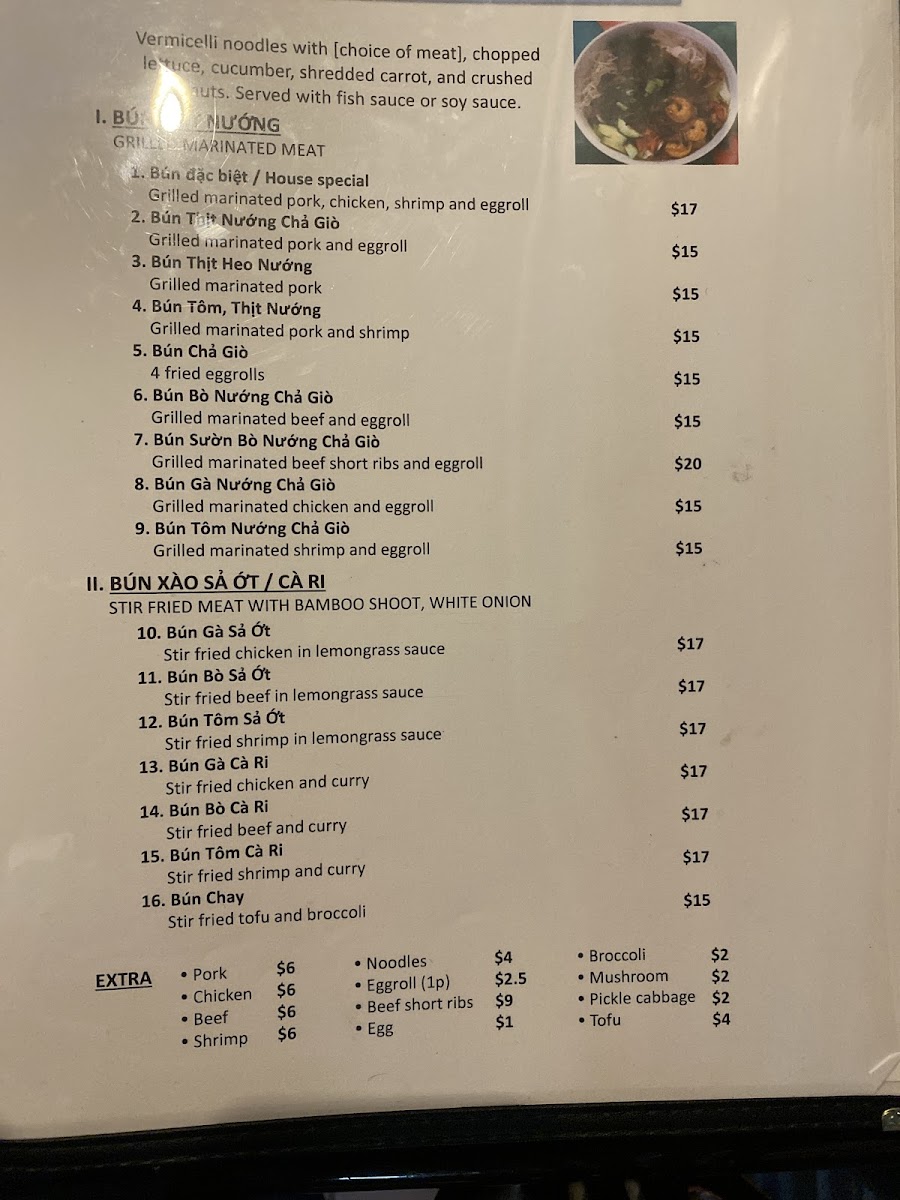 Vermicelli noodles with [choice of meat], chopped
lettuce, cucumber, shredded carrot, and crushed
Served with fish sauce or soy sauce.
I. NƯỚNG
GRILLED MARINATED MEAT
1. Bún đặc biệt / House special
Grilled marinated pork, chicken, shrimp and eggroll $17
2. Bún Thịt Nướng Chả Giò
Grilled marinated pork and eggroll $15
3. Bún Thịt Heo Nướng
Grilled marinated pork $15
4. Bún Tôm, Thịt Nướng
Grilled marinated pork and shrimp $15
5. Bún Chả Giò
4 fried eggrolls $15
6. Bún Bò Nướng Chả Giò
Grilled marinated beef and eggroll $15
7. Bún Sườn Bò Nướng Chả Giò
Grilled marinated beef short ribs and eggroll $20
8. Bún Gà Nướng Chả Giò
Grilled marinated chicken and eggroll $15
9. Bún Tôm Nướng Chả Giò
Grilled marinated shrimp and eggroll $15
II. BÚN XÀO SẢ ỚT / CÀ RI
STIR FRIED MEAT WITH BAMBOO SHOOT, WHITE ONION
10. Bún Gà Sả Ớt
Stir fried chicken in lemongrass sauce $17
11. Bún Bò Sả Ớt
Stir fried beef in lemongrass sauce $17
12. Bún Tôm Sả Ớt
Stir fried shrimp in lemongrass sauce $17
13. Bún Gà Cà Ri
Stir fried chicken and curry $17
14. Bún Bò Cà Ri
Stir fried beef and curry $17
15. Bún Tôm Cà Ri
Stir fried shrimp and curry $17
16. Bún Chay
Stir fried tofu and broccoli $15
EXTRA
• Pork $6
• Chicken $6
• Beef $6
• Shrimp $6
• Noodles $4
• Eggroll (1p) $2.5
• Beef short ribs $9
• Egg $1
• Broccoli $2
• Mushroom $2
• Pickle cabbage $2
• Tofu $4